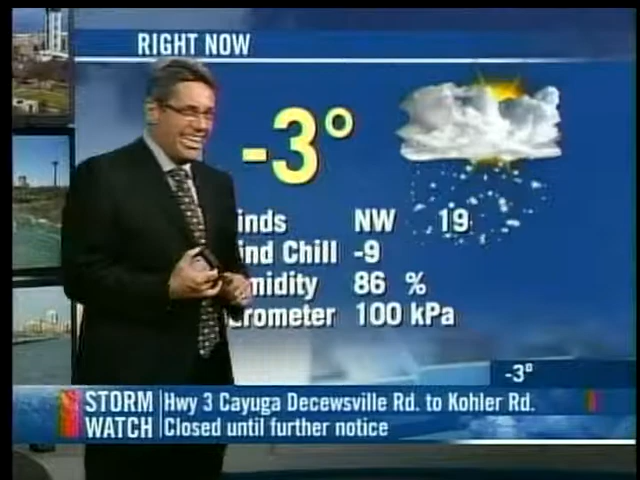 RIGHT NOW
-3°
inds NW 19
ind Chill -9
midity 86 %
rometer 100 kPa
-3°
STORM WATCH
Hwy 3 Cayuga Decewsville Rd. to Kohler Rd.
Closed until further notice